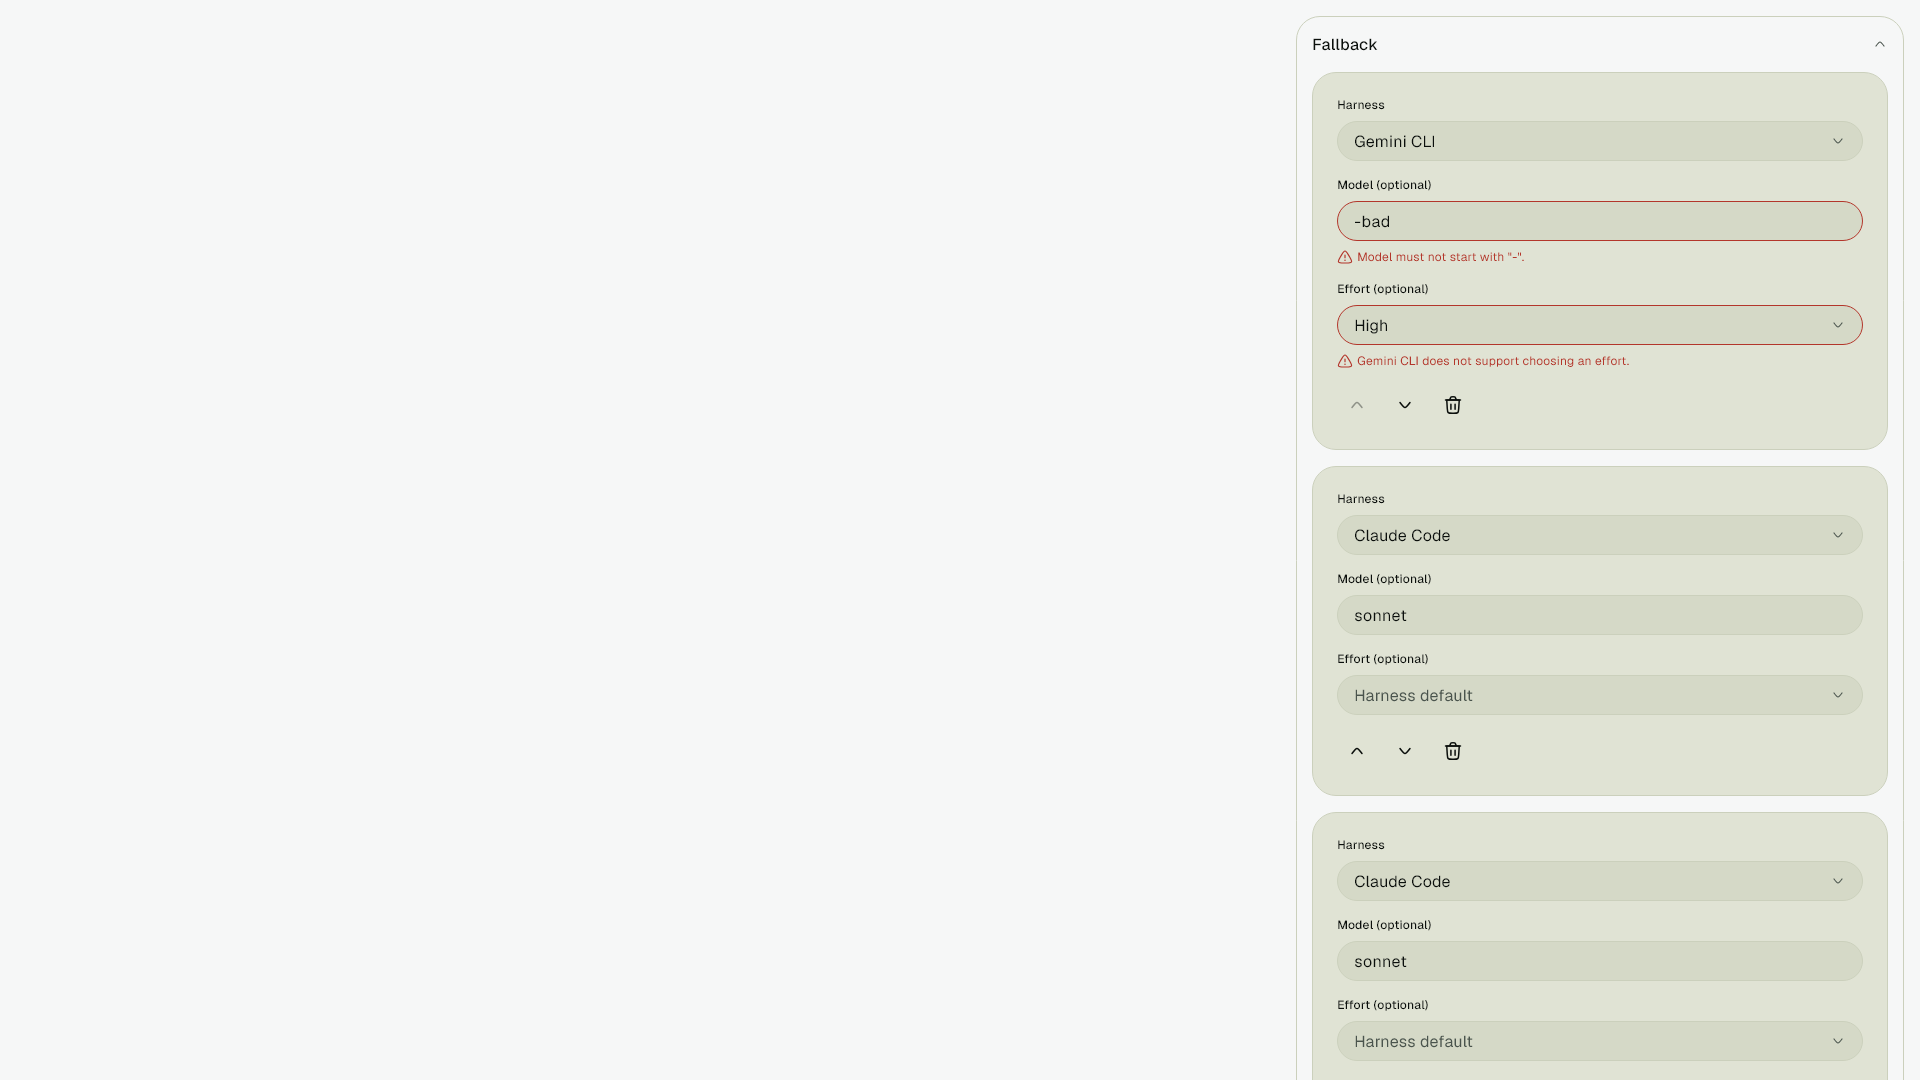 Fallback
Harness
Gemini CLI
Model (optional)
-bad
Model must not start with "-".
Effort (optional)
High
Gemini CLI does not support choosing an effort.
Harness
Claude Code
Model (optional)
sonnet
Effort (optional)
Harness default
Harness
Claude Code
Model (optional)
sonnet
Effort (optional)
Harness default